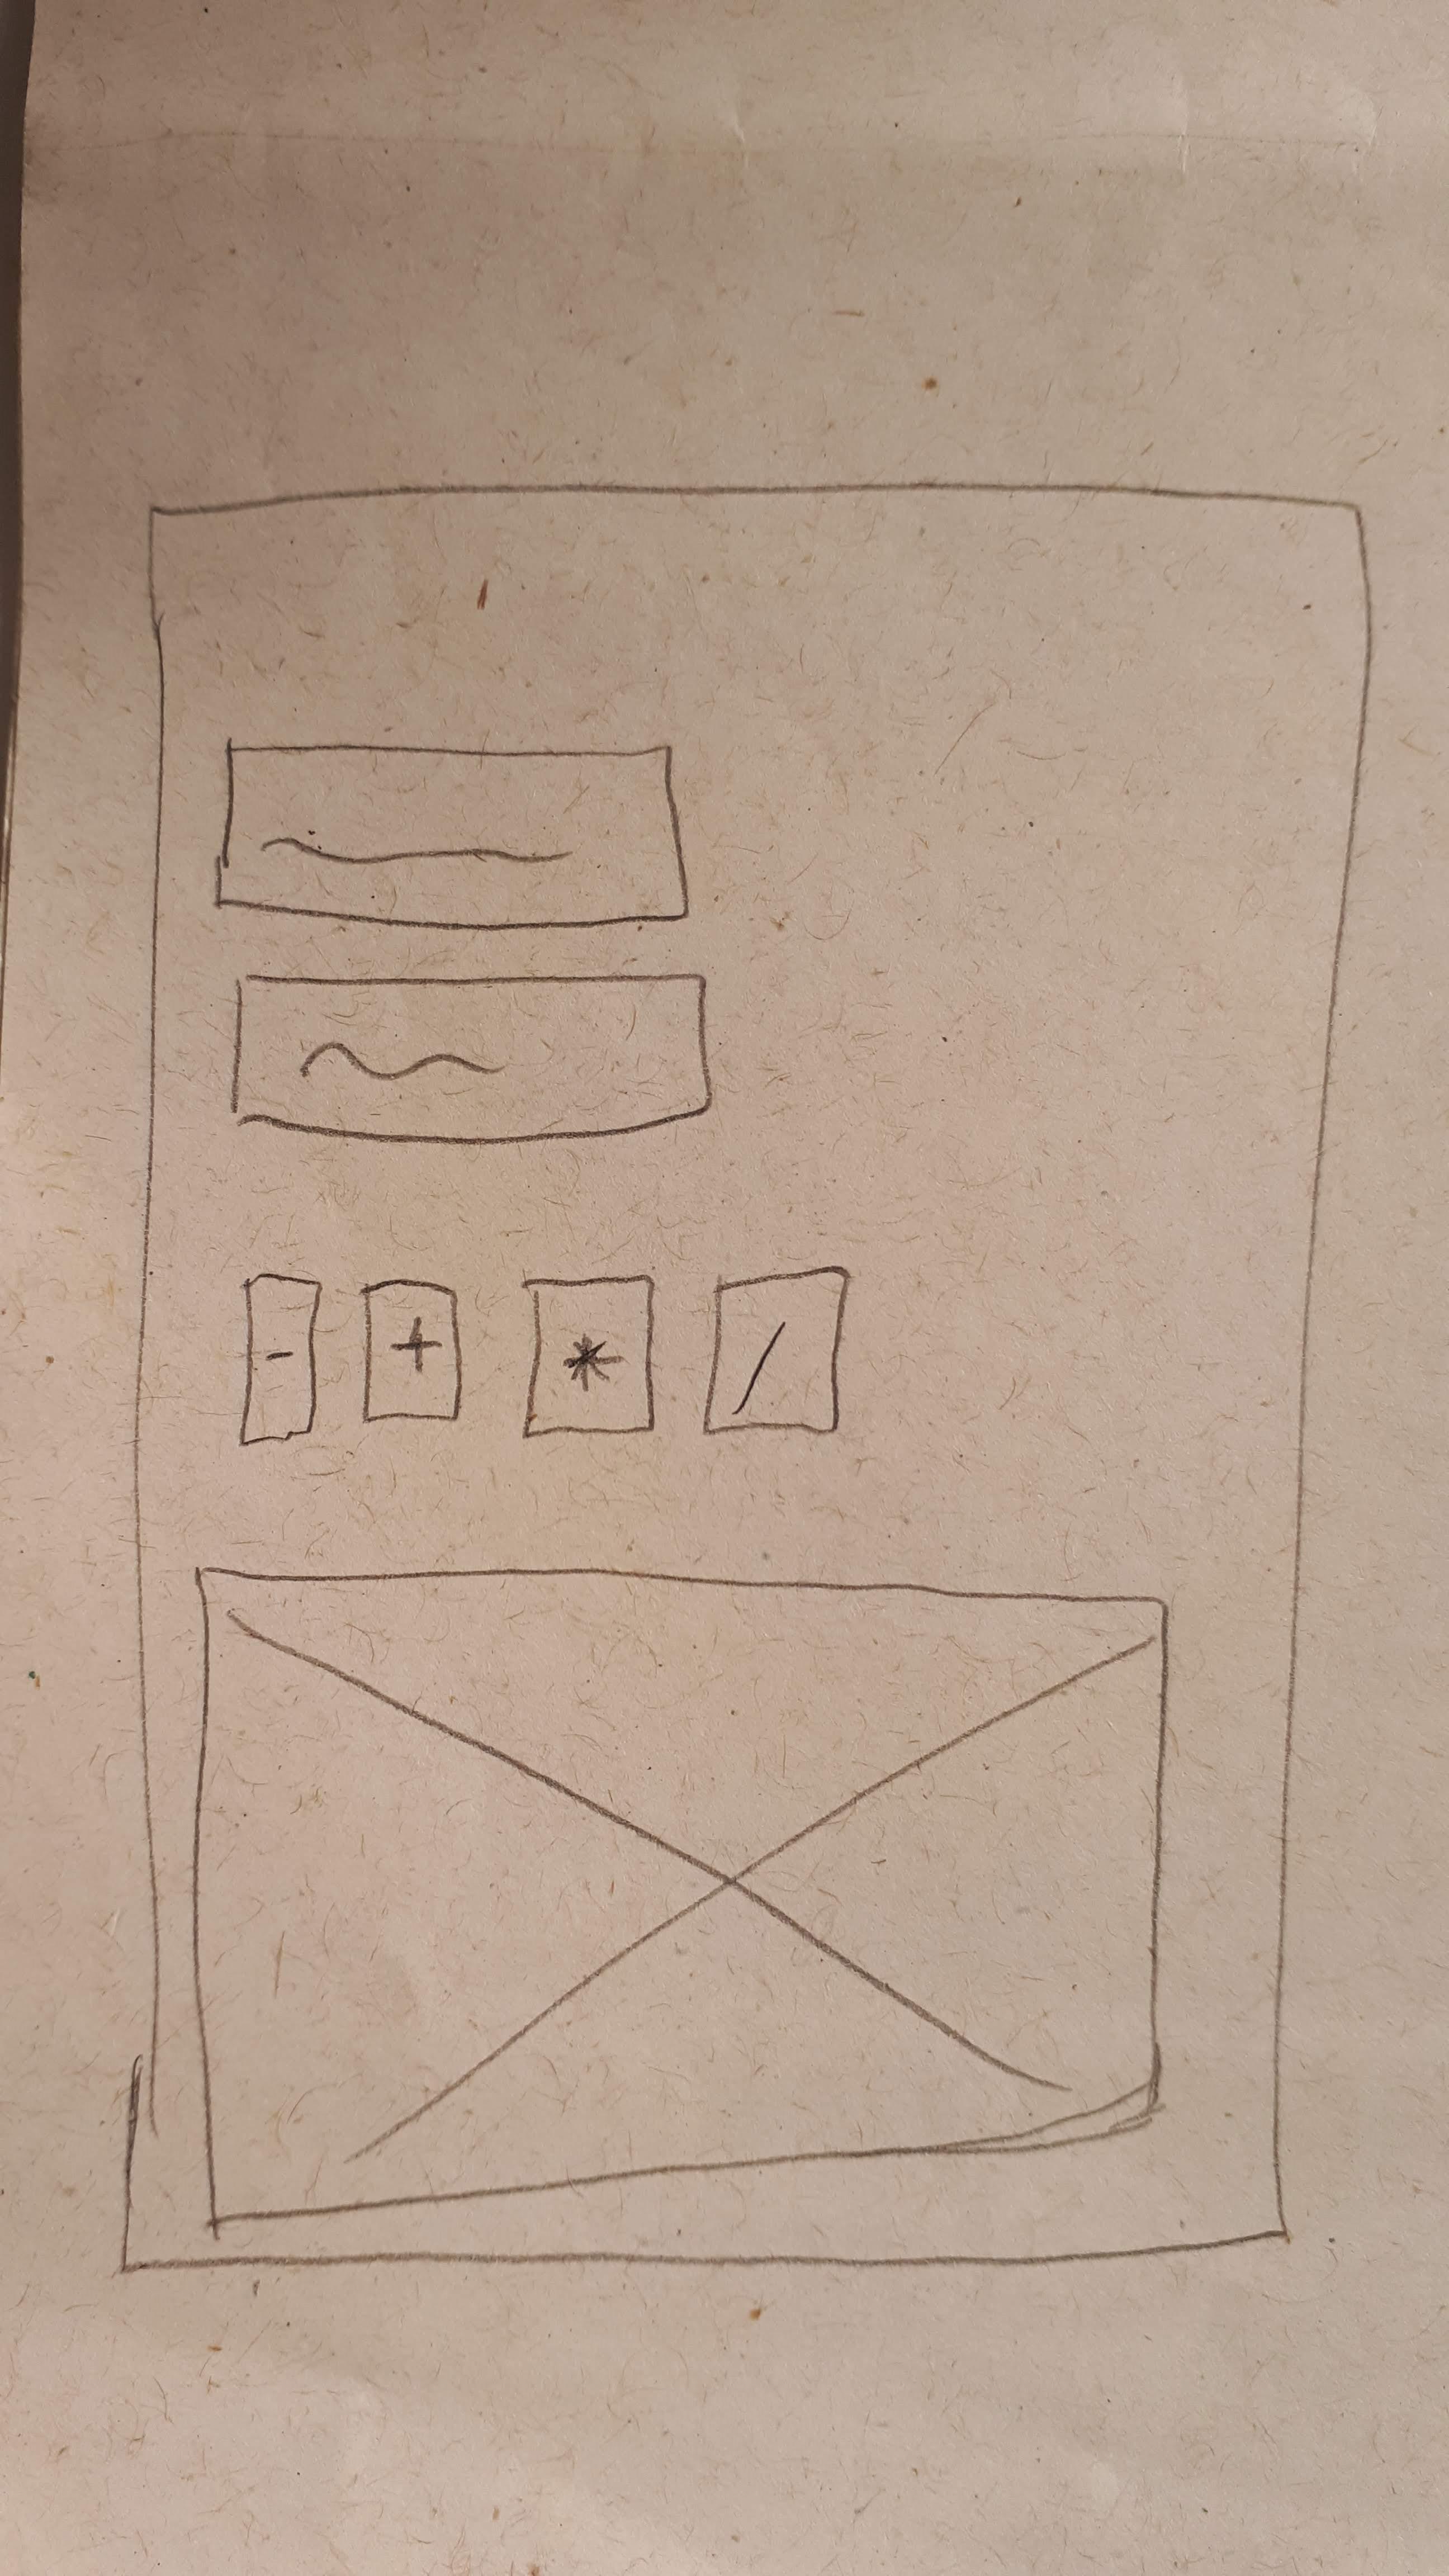 - + * /